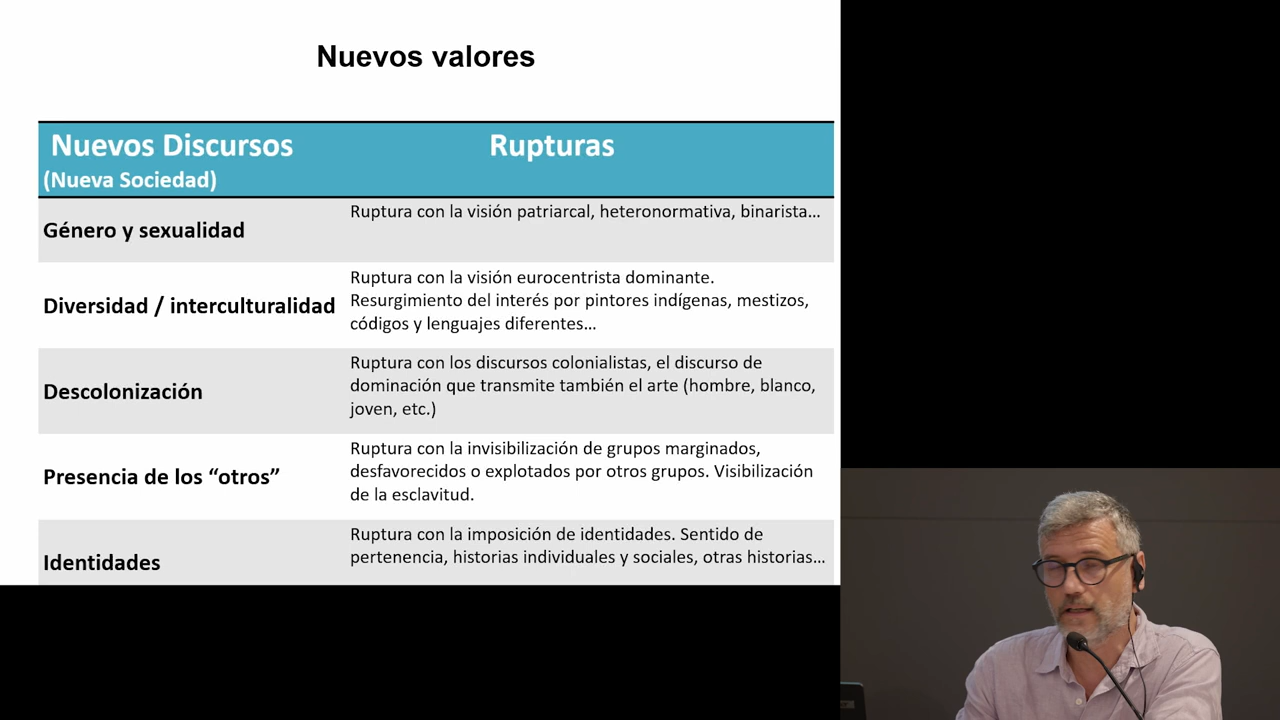 Nuevos valores
Nuevos Discursos
(Nueva Sociedad)
Rupturas
Género y sexualidad
Ruptura con la visión patriarcal, heteronormativa, binarista…
Diversidad / interculturalidad
Ruptura con la visión eurocentrista dominante.
Resurgimiento del interés por pintores indígenas, mestizos,
códigos y lenguajes diferentes…
Descolonización
Ruptura con los discursos colonialistas, el discurso de
dominación que transmite también el arte (hombre, blanco,
joven, etc.)
Presencia de los “otros”
Ruptura con la invisibilización de grupos marginados,
desfavorecidos o explotados por otros grupos. Visibilización
de la esclavitud.
Identidades
Ruptura con la imposición de identidades. Sentido de
pertenencia, historias individuales y sociales, otras historias…